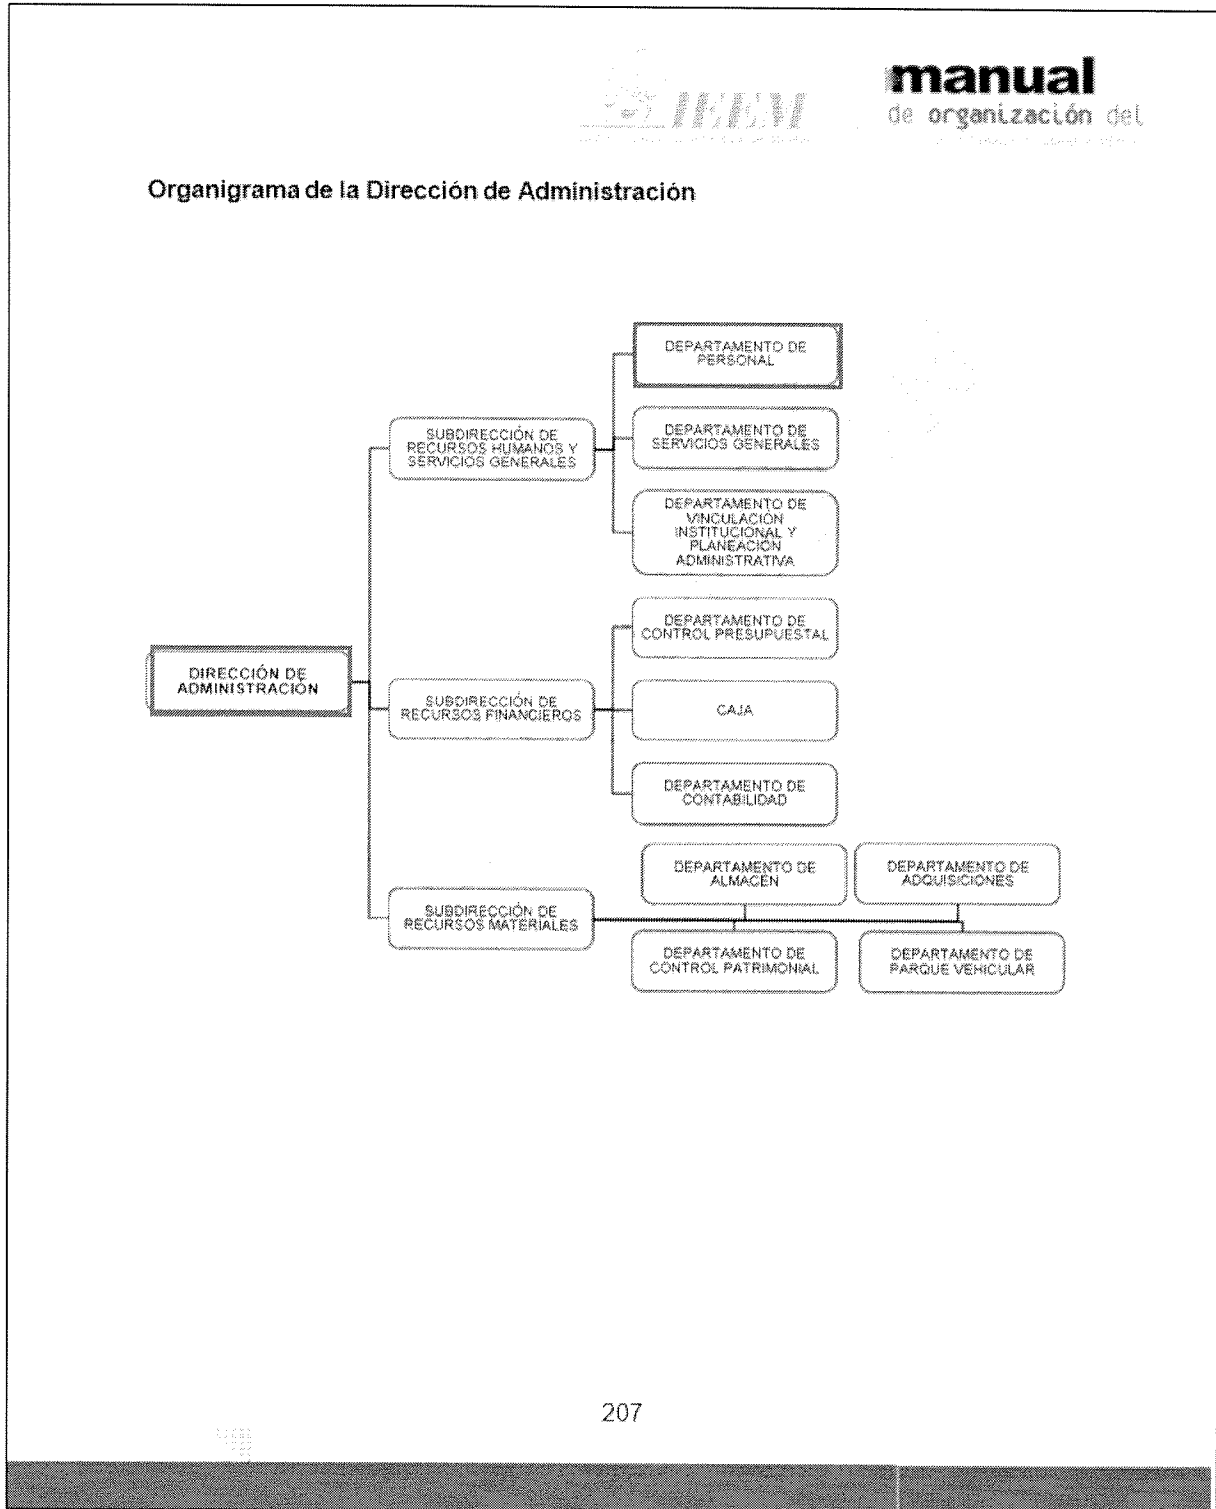 IEEM
manual
de organización del
Organigrama de la Dirección de Administración
DEPARTAMENTO DE
PERSONAL
SUBDIRECCIÓN DE
RECURSOS HUMANOS Y
SERVICIOS GENERALES
DEPARTAMENTO DE
SERVICIOS GENERALES
DEPARTAMENTO DE
VINCULACIÓN
INSTITUCIONAL Y
PLANEACIÓN
ADMINISTRATIVA
DIRECCIÓN DE
ADMINISTRACIÓN
DEPARTAMENTO DE
CONTROL PRESUPUESTAL
SUBDIRECCIÓN DE
RECURSOS FINANCIEROS
CAJA
DEPARTAMENTO DE
CONTABILIDAD
SUBDIRECCIÓN DE
RECURSOS MATERIALES
DEPARTAMENTO DE
ALMACÉN
DEPARTAMENTO DE
ADQUISICIONES
DEPARTAMENTO DE
CONTROL PATRIMONIAL
DEPARTAMENTO DE
PARQUE VEHICULAR
207